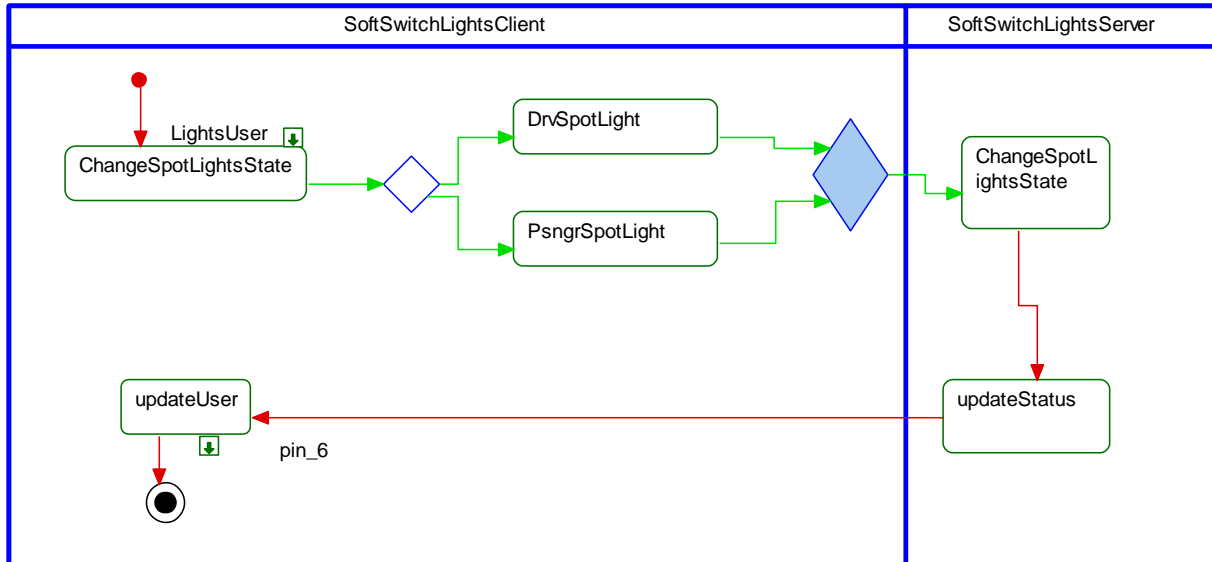 SoftSwitchLightsClient
SoftSwitchLightsServer
LightsUser
ChangeSpotLightsState
DrvSpotLight
PsngrSpotLight
ChangeSpotL
ightsState
updateUser
pin_6
updateStatus